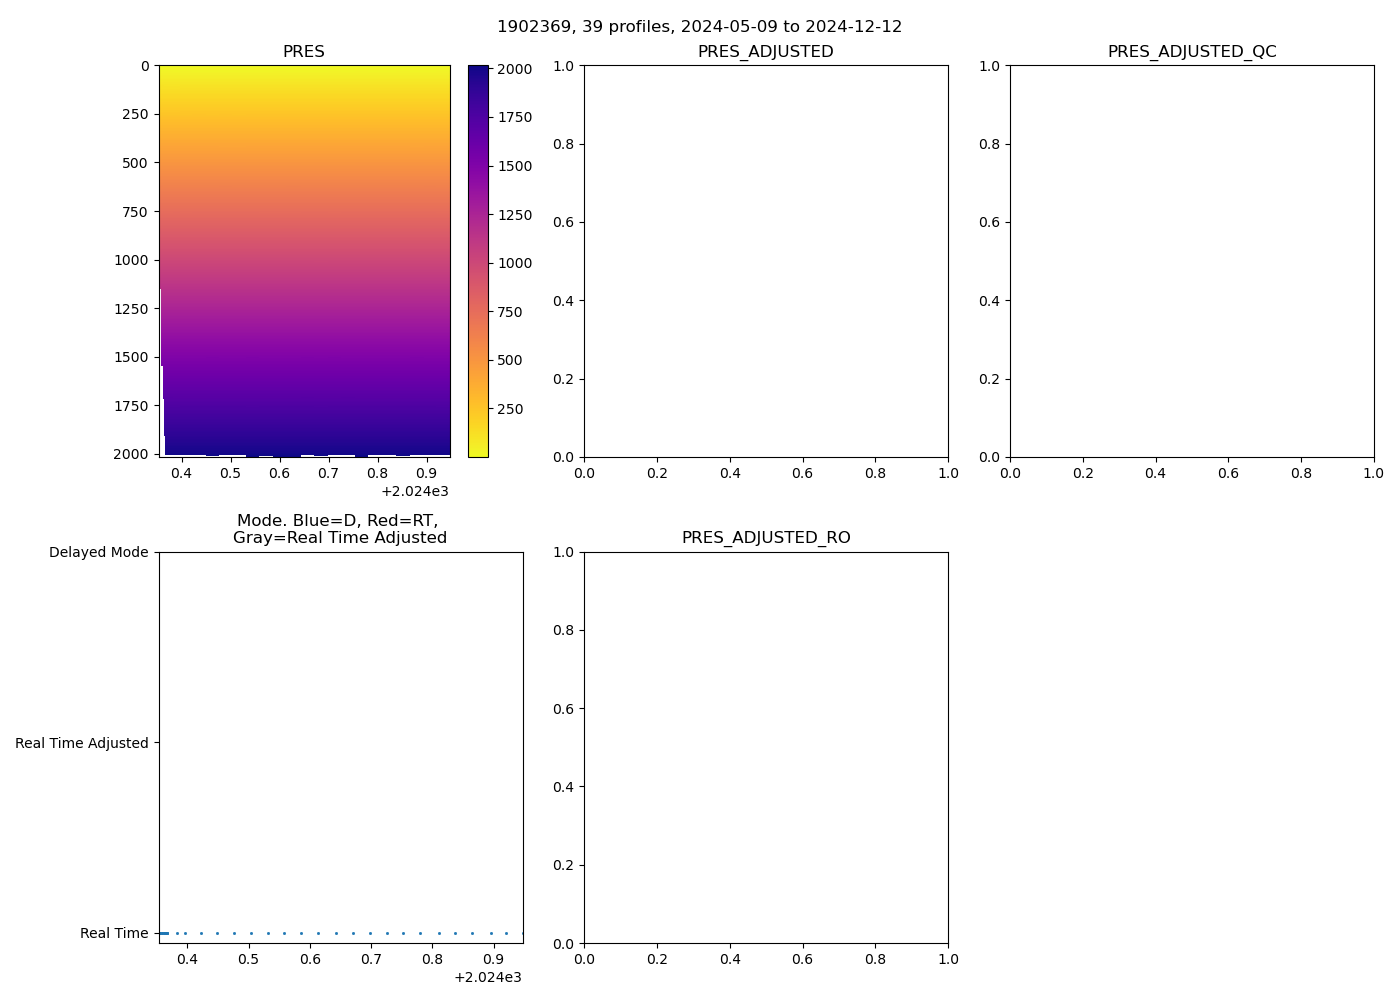 1902369, 39 profiles, 2024-05-09 to 2024-12-12
PRES
0
250
500
750
1000
1250
1500
1750
2000
0.4 0.5 0.6 0.7 0.8 0.9
+2.024e3
2000
1750
1500
1250
1000
750
500
250
PRES_ADJUSTED
1.0
0.8
0.6
0.4
0.2
0.0
0.0 0.2 0.4 0.6 0.8 1.0
PRES_ADJUSTED_QC
1.0
0.8
0.6
0.4
0.2
0.0
0.0 0.2 0.4 0.6 0.8 1.0
Mode. Blue=D, Red=RT,
Gray=Real Time Adjusted
Delayed Mode
Real Time Adjusted
Real Time
0.4 0.5 0.6 0.7 0.8 0.9
+2.024e3
PRES_ADJUSTED_RO
1.0
0.8
0.6
0.4
0.2
0.0
0.0 0.2 0.4 0.6 0.8 1.0